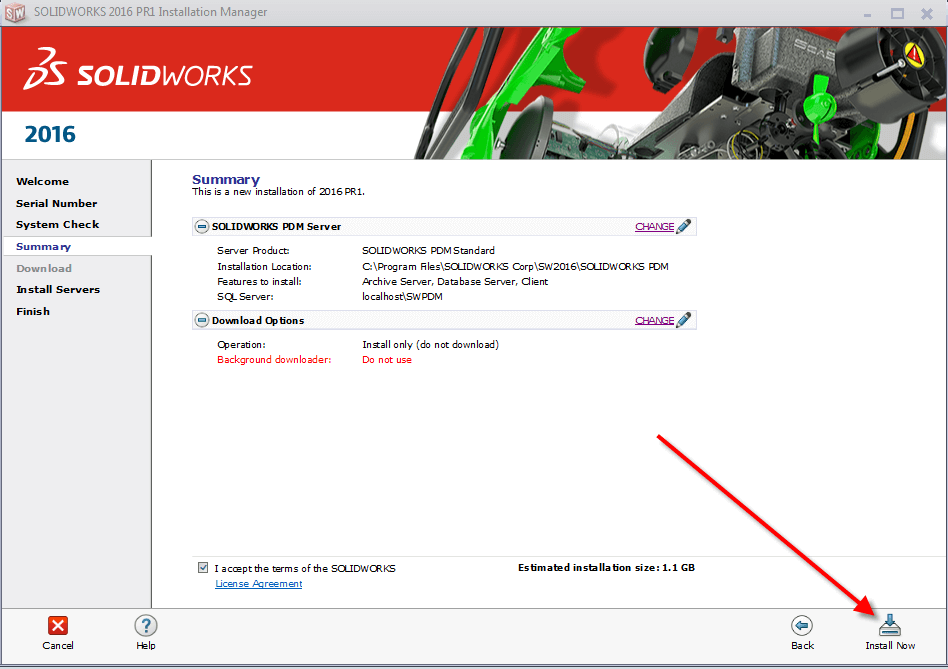 SOLIDWORKS 2016 PR1 Installation Manager
SOLIDWORKS
2016
Welcome
Serial Number
System Check
Summary
Download
Install Servers
Finish
Summary
This is a new installation of 2016 PR1.
SOLIDWORKS PDM Server CHANGE
Server Product: SOLIDWORKS PDM Standard
Installation Location: C:\Program Files\SOLIDWORKS Corp\SW2016\SOLIDWORKS PDM
Features to install: Archive Server, Database Server, Client
SQL Server: localhost\SWPDM
Download Options CHANGE
Operation: Install only (do not download)
Background downloader: Do not use
I accept the terms of the SOLIDWORKS Estimated installation size: 1.1 GB
License Agreement
Cancel Help Back Install Now